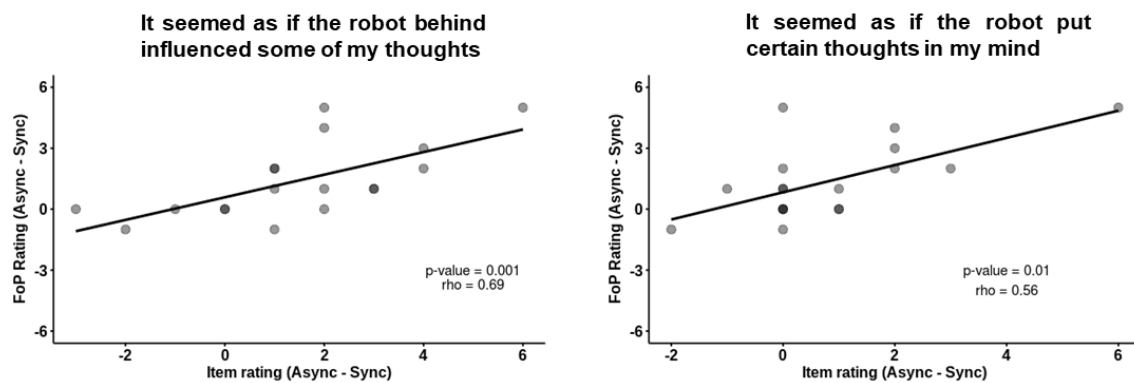 It seemed as if the robot behind
influenced some of my thoughts
6
3
0
-3
-6
FoP Rating (Async - Sync)
p-value = 0.001
rho = 0.69
-2
0
2
4
6
Item rating (Async - Sync)
It seemed as if the robot put
certain thoughts in my mind
6
3
0
-3
-6
FoP Rating (Async - Sync)
p-value = 0.01
rho = 0.56
-2
0
2
4
6
Item rating (Async - Sync)